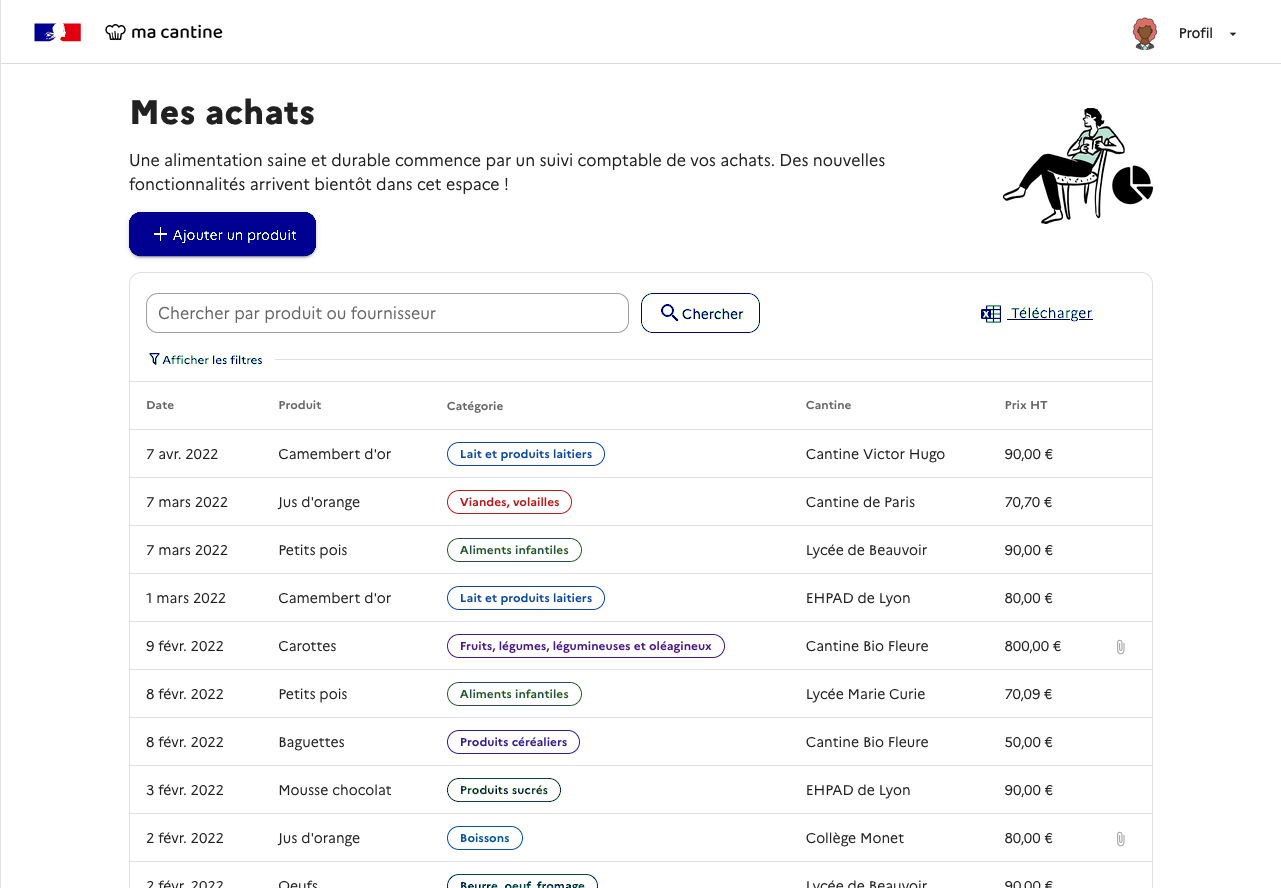 ma cantine
Profil
Mes achats
Une alimentation saine et durable commence par un suivi comptable de vos achats. Des nouvelles
fonctionnalités arrivent bientôt dans cet espace !
Ajouter un produit
Chercher par produit ou fournisseur
Chercher
Télécharger
Afficher les filtres
Date Produit Catégorie Cantine Prix HT
7 avr. 2022 Camembert d'or Lait et produits laitiers Cantine Victor Hugo 90,00 €
7 mars 2022 Jus d'orange Viandes, volailles Cantine de Paris 70,70 €
7 mars 2022 Petits pois Aliments infantiles Lycée de Beauvoir 90,00 €
1 mars 2022 Camembert d'or Lait et produits laitiers EHPAD de Lyon 80,00 €
9 févr. 2022 Carottes Fruits, légumes, légumineuses et oléagineux Cantine Bio Fleure 800,00 €
8 févr. 2022 Petits pois Aliments infantiles Lycée Marie Curie 70,09 €
8 févr. 2022 Baguettes Produits céréaliers Cantine Bio Fleure 50,00 €
3 févr. 2022 Mousse chocolat Produits sucrés EHPAD de Lyon 90,00 €
2 févr. 2022 Jus d'orange Boissons Collège Monet 80,00 €
2 févr. 2022 Oeufs Beurre, oeuf, fromage Lycée de Beauvoir 90,00 €